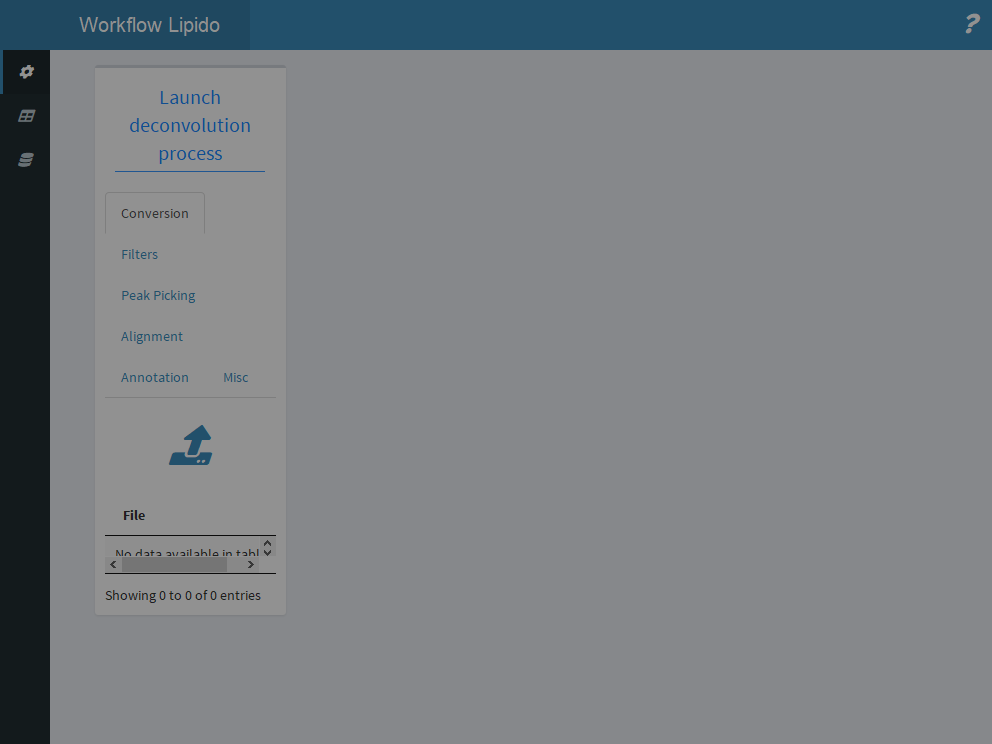 Workflow Lipido
?
Launch
deconvolution
process
Conversion
Filters
Peak Picking
Alignment
Annotation Misc
File
No data available in tabl
Showing 0 to 0 of 0 entries